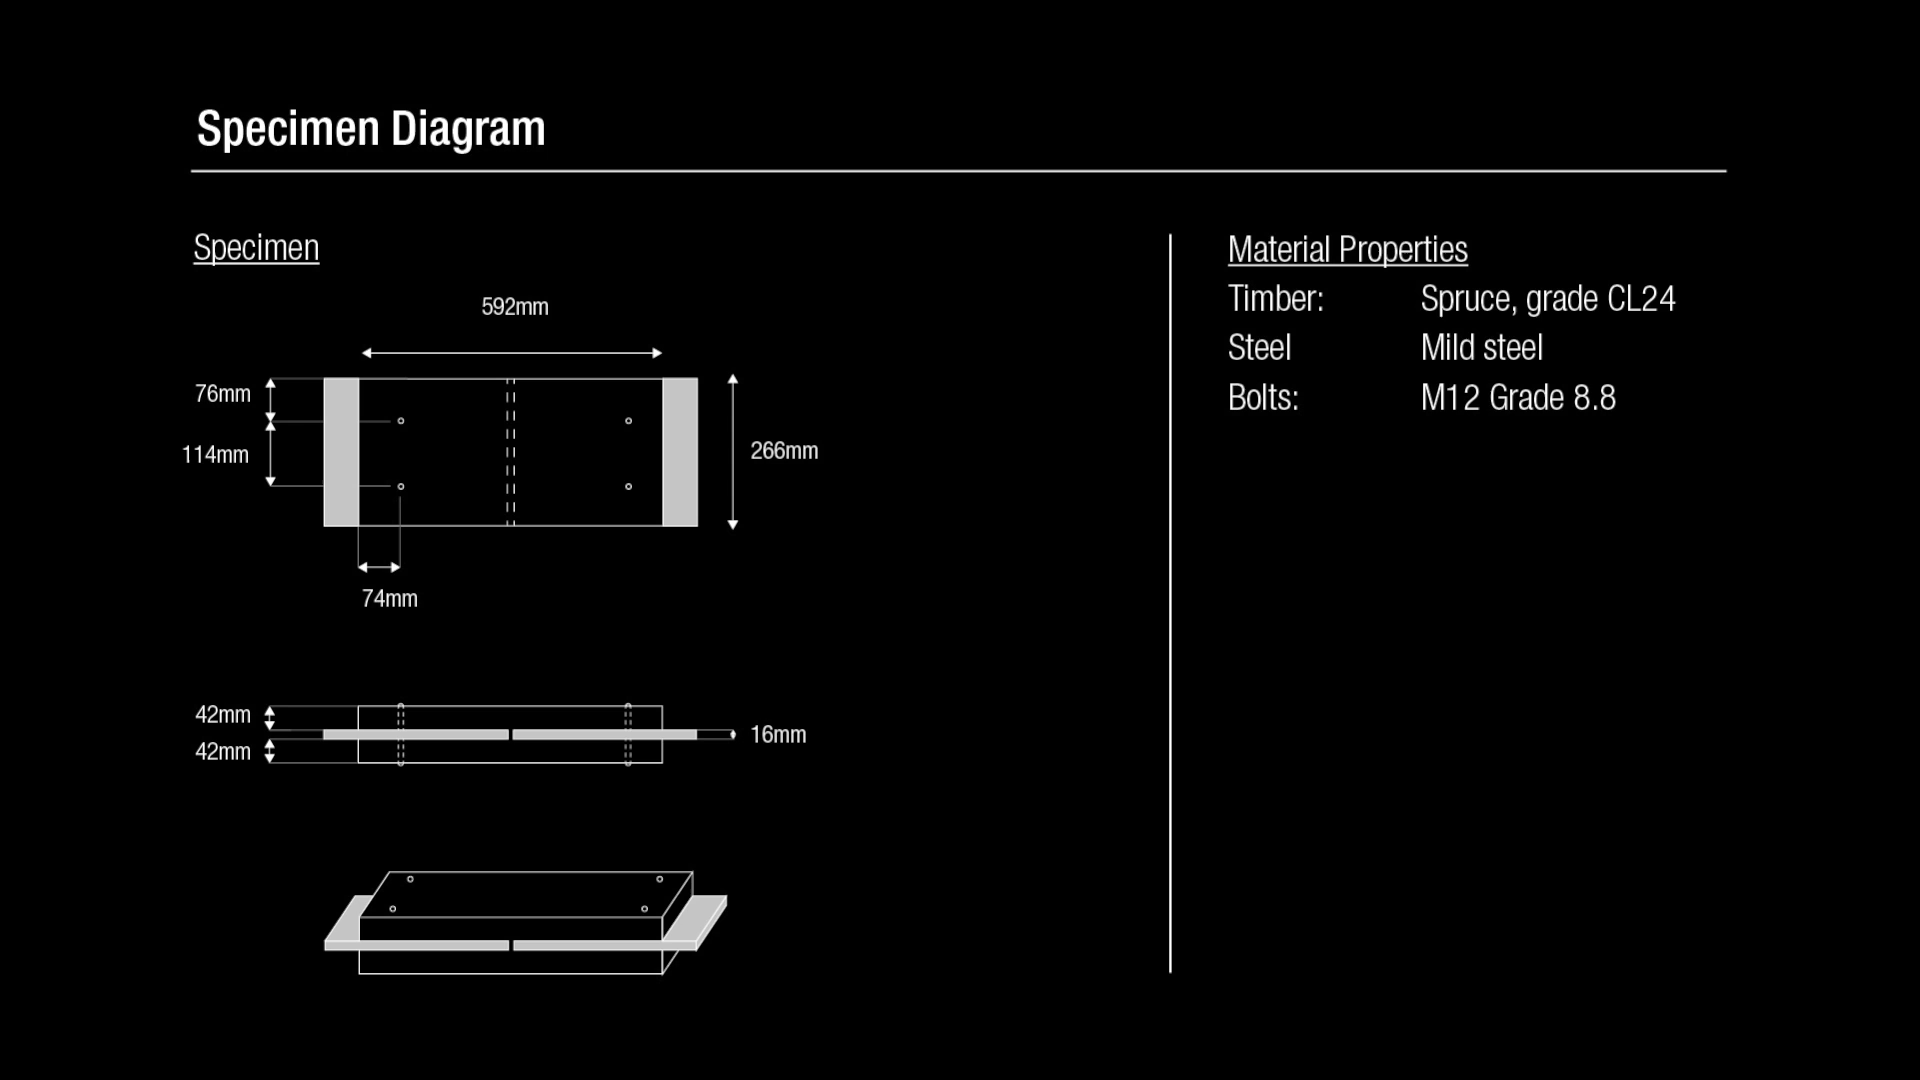 Specimen Diagram
Specimen
592mm
76mm
114mm
266mm
74mm
42mm
42mm
16mm
Material Properties
Timber: Spruce, grade CL24
Steel Mild steel
Bolts: M12 Grade 8.8